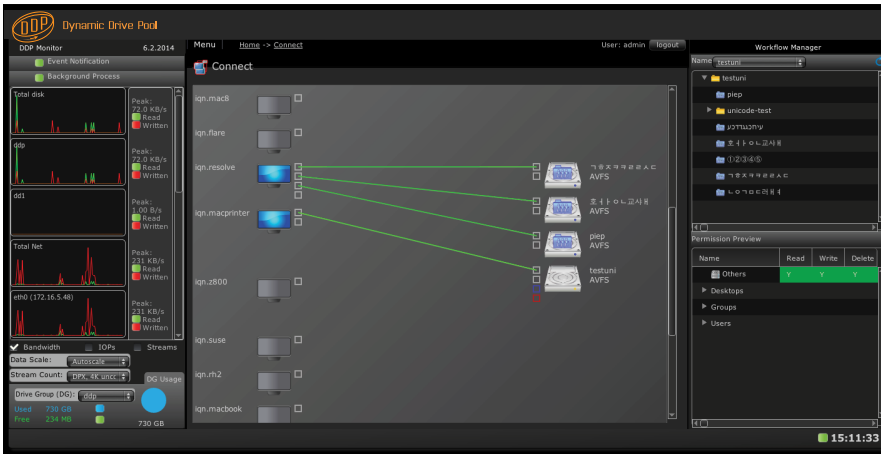 DDP Dynamic Drive Pool
DDP Monitor 6.2.2014
Event Notification
Background Process
Total disk
Peak:
72.0 KB/s
Read
Written
ddp
Peak:
72.0 KB/s
Read
Written
dd1
Peak:
1.00 B/s
Read
Written
Total Net
Peak:
231 KB/s
Read
Written
eth0 (172.16.5.48)
Peak:
231 KB/s
Read
Written
Bandwidth IOPs Streams
Data Scale: Autoscale
Stream Count: DPX, 4K unc
DG Usage
Drive Group (DG): ddp
Used 730 GB
Free 234 MB
730 GB
Menu Home -> Connect User: admin logout
Connect
iqn.mac8
iqn.flare
iqn.resolve
iqn.macprinter
iqn.z800
iqn.suse
iqn.rh2
iqn.macbook
AVFS
AVFS
piep
AVFS
testuni
AVFS
Workflow Manager
Name testuni
testuni
piep
unicode-test
①②③④⑤
Permission Preview
Name Read Write Delete
Others Y Y Y
Desktops
Groups
Users
15:11:33